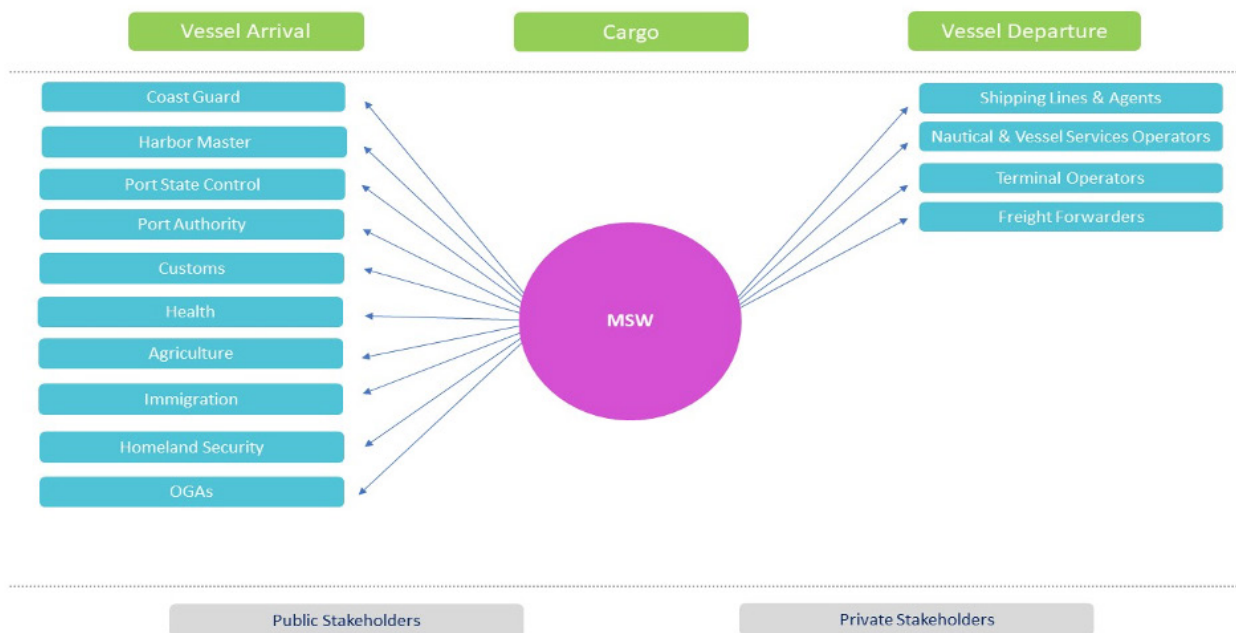 Vessel Arrival
Cargo
Vessel Departure
Coast Guard
Harbor Master
Port State Control
Port Authority
Customs
Health
Agriculture
Immigration
Homeland Security
OGAs
MSW
Shipping Lines & Agents
Nautical & Vessel Services Operators
Terminal Operators
Freight Forwarders
Public Stakeholders
Private Stakeholders